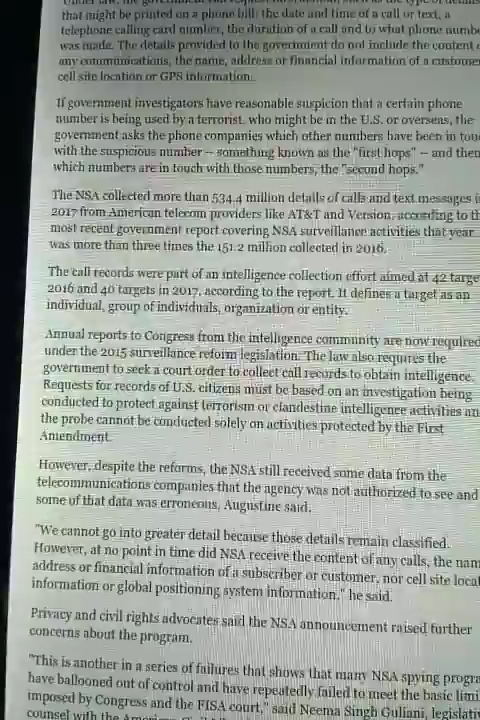 that might be printed on a phone bill: the date and time of a call or text, a
telephone calling card number, the duration of a call and to what phone
was made. The details provided to the government do not include the content
any communications, the name, address or financial information of a
cell site location or GPS information.
If government investigators have reasonable suspicion that a certain phone
number is being used by a terrorist, who might be in the U.S. or overseas, the
government asks the phone companies which other numbers have been in
with the suspicious number -- something known as the "first hops" -- and then
which numbers are in touch with those numbers, the "second hops."
The NSA collected more than 534.4 million details of calls and text messages
2017 from American telecom providers like AT&T and Version, according to
most recent government report covering NSA surveillance activities that year
was more than three times the 151.2 million collected in 2016.
The call records were part of an intelligence collection effort aimed at 42
2016 and 40 targets in 2017, according to the report. It defines a target as an
individual, group of individuals, organization or entity.
Annual reports to Congress from the intelligence community are now required
under the 2015 surveillance reform legislation. The law also requires the
government to seek a court order to collect call records to obtain intelligence.
Requests for records of U.S. citizens must be based on an investigation being
conducted to protect against terrorism or clandestine intelligence activities
the probe cannot be conducted solely on activities protected by the First
Amendment.
However, despite the reforms, the NSA still received some data from the
telecommunications companies that the agency was not authorized to see and
some of that data was erroneous, Augustine said.
"We cannot go into greater detail because those details remain classified.
However, at no point in time did NSA receive the content of any calls, the
address or financial information of a subscriber or customer, nor cell site
information or global positioning system information," he said.
Privacy and civil rights advocates said the NSA announcement raised further
concerns about the program.
"This is another in a series of failures that shows that many NSA spying
have ballooned out of control and have repeatedly failed to meet the basic
imposed by Congress and the FISA court," said Neema Singh Guliani,
counsel with the